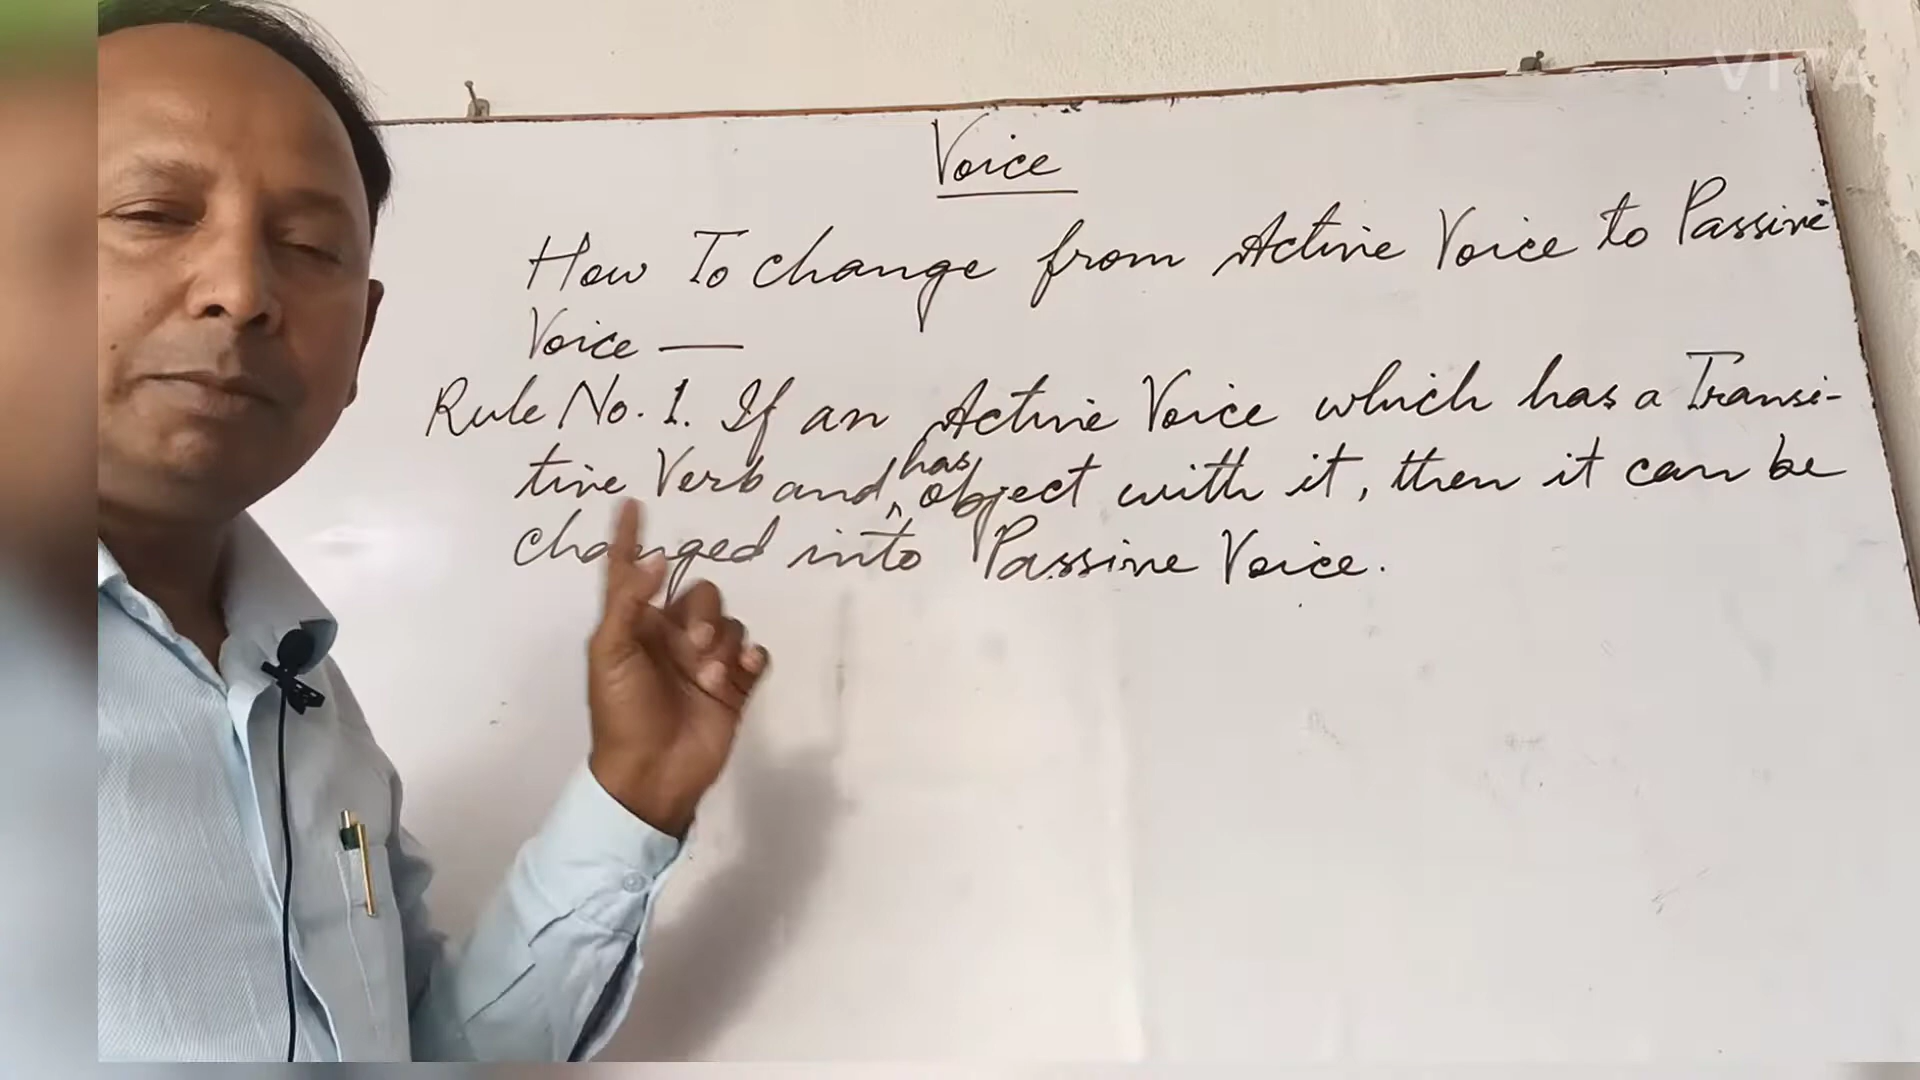 VITA
Voice
How To change from Active Voice to Passive
Voice —
Rule No. 1. If an Active Voice which has a Transi-
tive Verb and has object with it, then it can be
changed into Passive Voice.